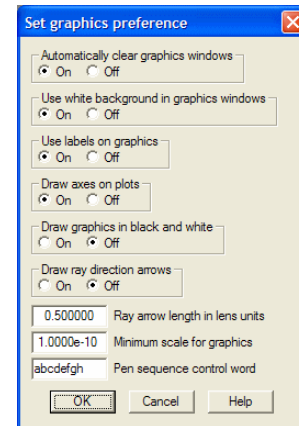 Set graphics preference
Automatically clear graphics windows
On Off
Use white background in graphics windows
On Off
Use labels on graphics
On Off
Draw axes on plots
On Off
Draw graphics in black and white
On Off
Draw ray direction arrows
On Off
0.500000 Ray arrow length in lens units
1.0000e-10 Minimum scale for graphics
abcdefgh Pen sequence control word
OK Cancel Help